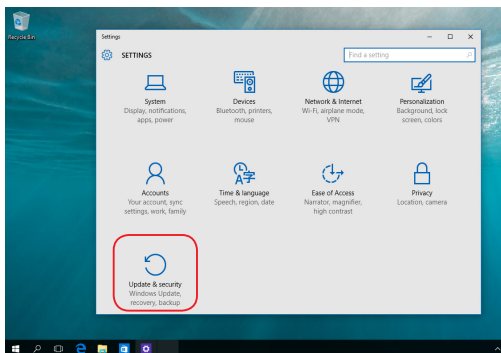 Recycle Bin
Settings
SETTINGS
Find a setting
System
Display, notifications,
apps, power
Devices
Bluetooth, printers,
mouse
Network & Internet
Wi-Fi, airplane mode,
VPN
Personalization
Background, lock
screen, colors
Accounts
Your account, sync
settings, work, family
Time & language
Speech, region, date
Ease of Access
Narrator, magnifier,
high contrast
Privacy
Location, camera
Update & security
Windows Update,
recovery, backup